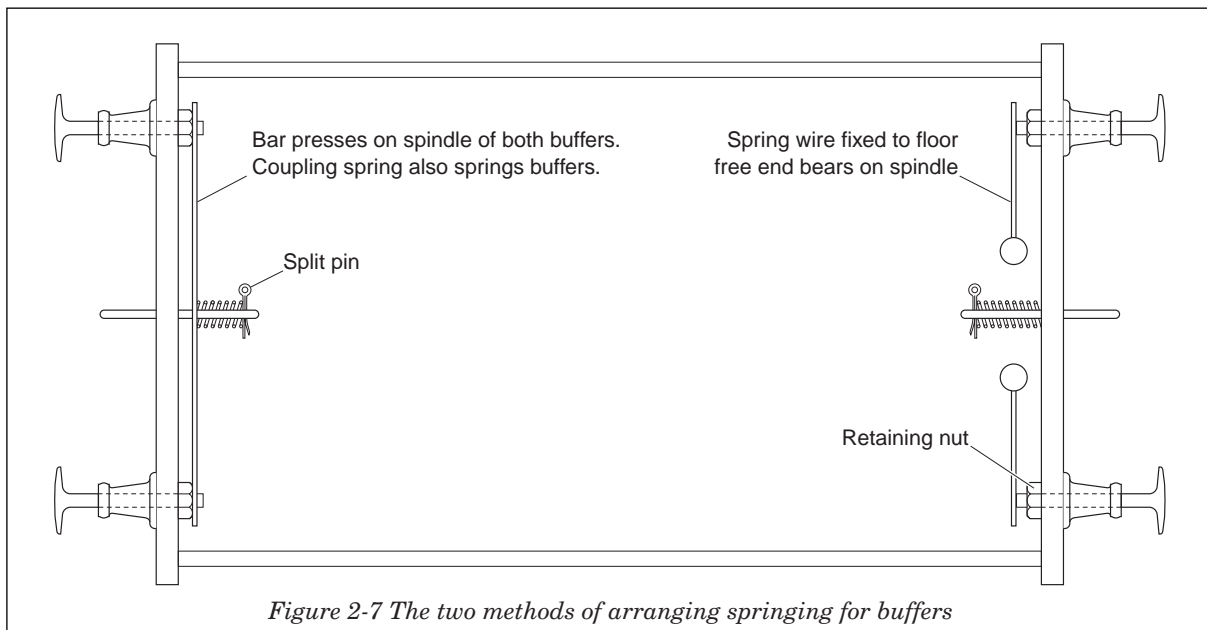 Bar presses on spindle of both buffers.
Coupling spring also springs buffers.
Spring wire fixed to floor
free end bears on spindle
Split pin
Retaining nut
Figure 2-7 The two methods of arranging springing for buffers